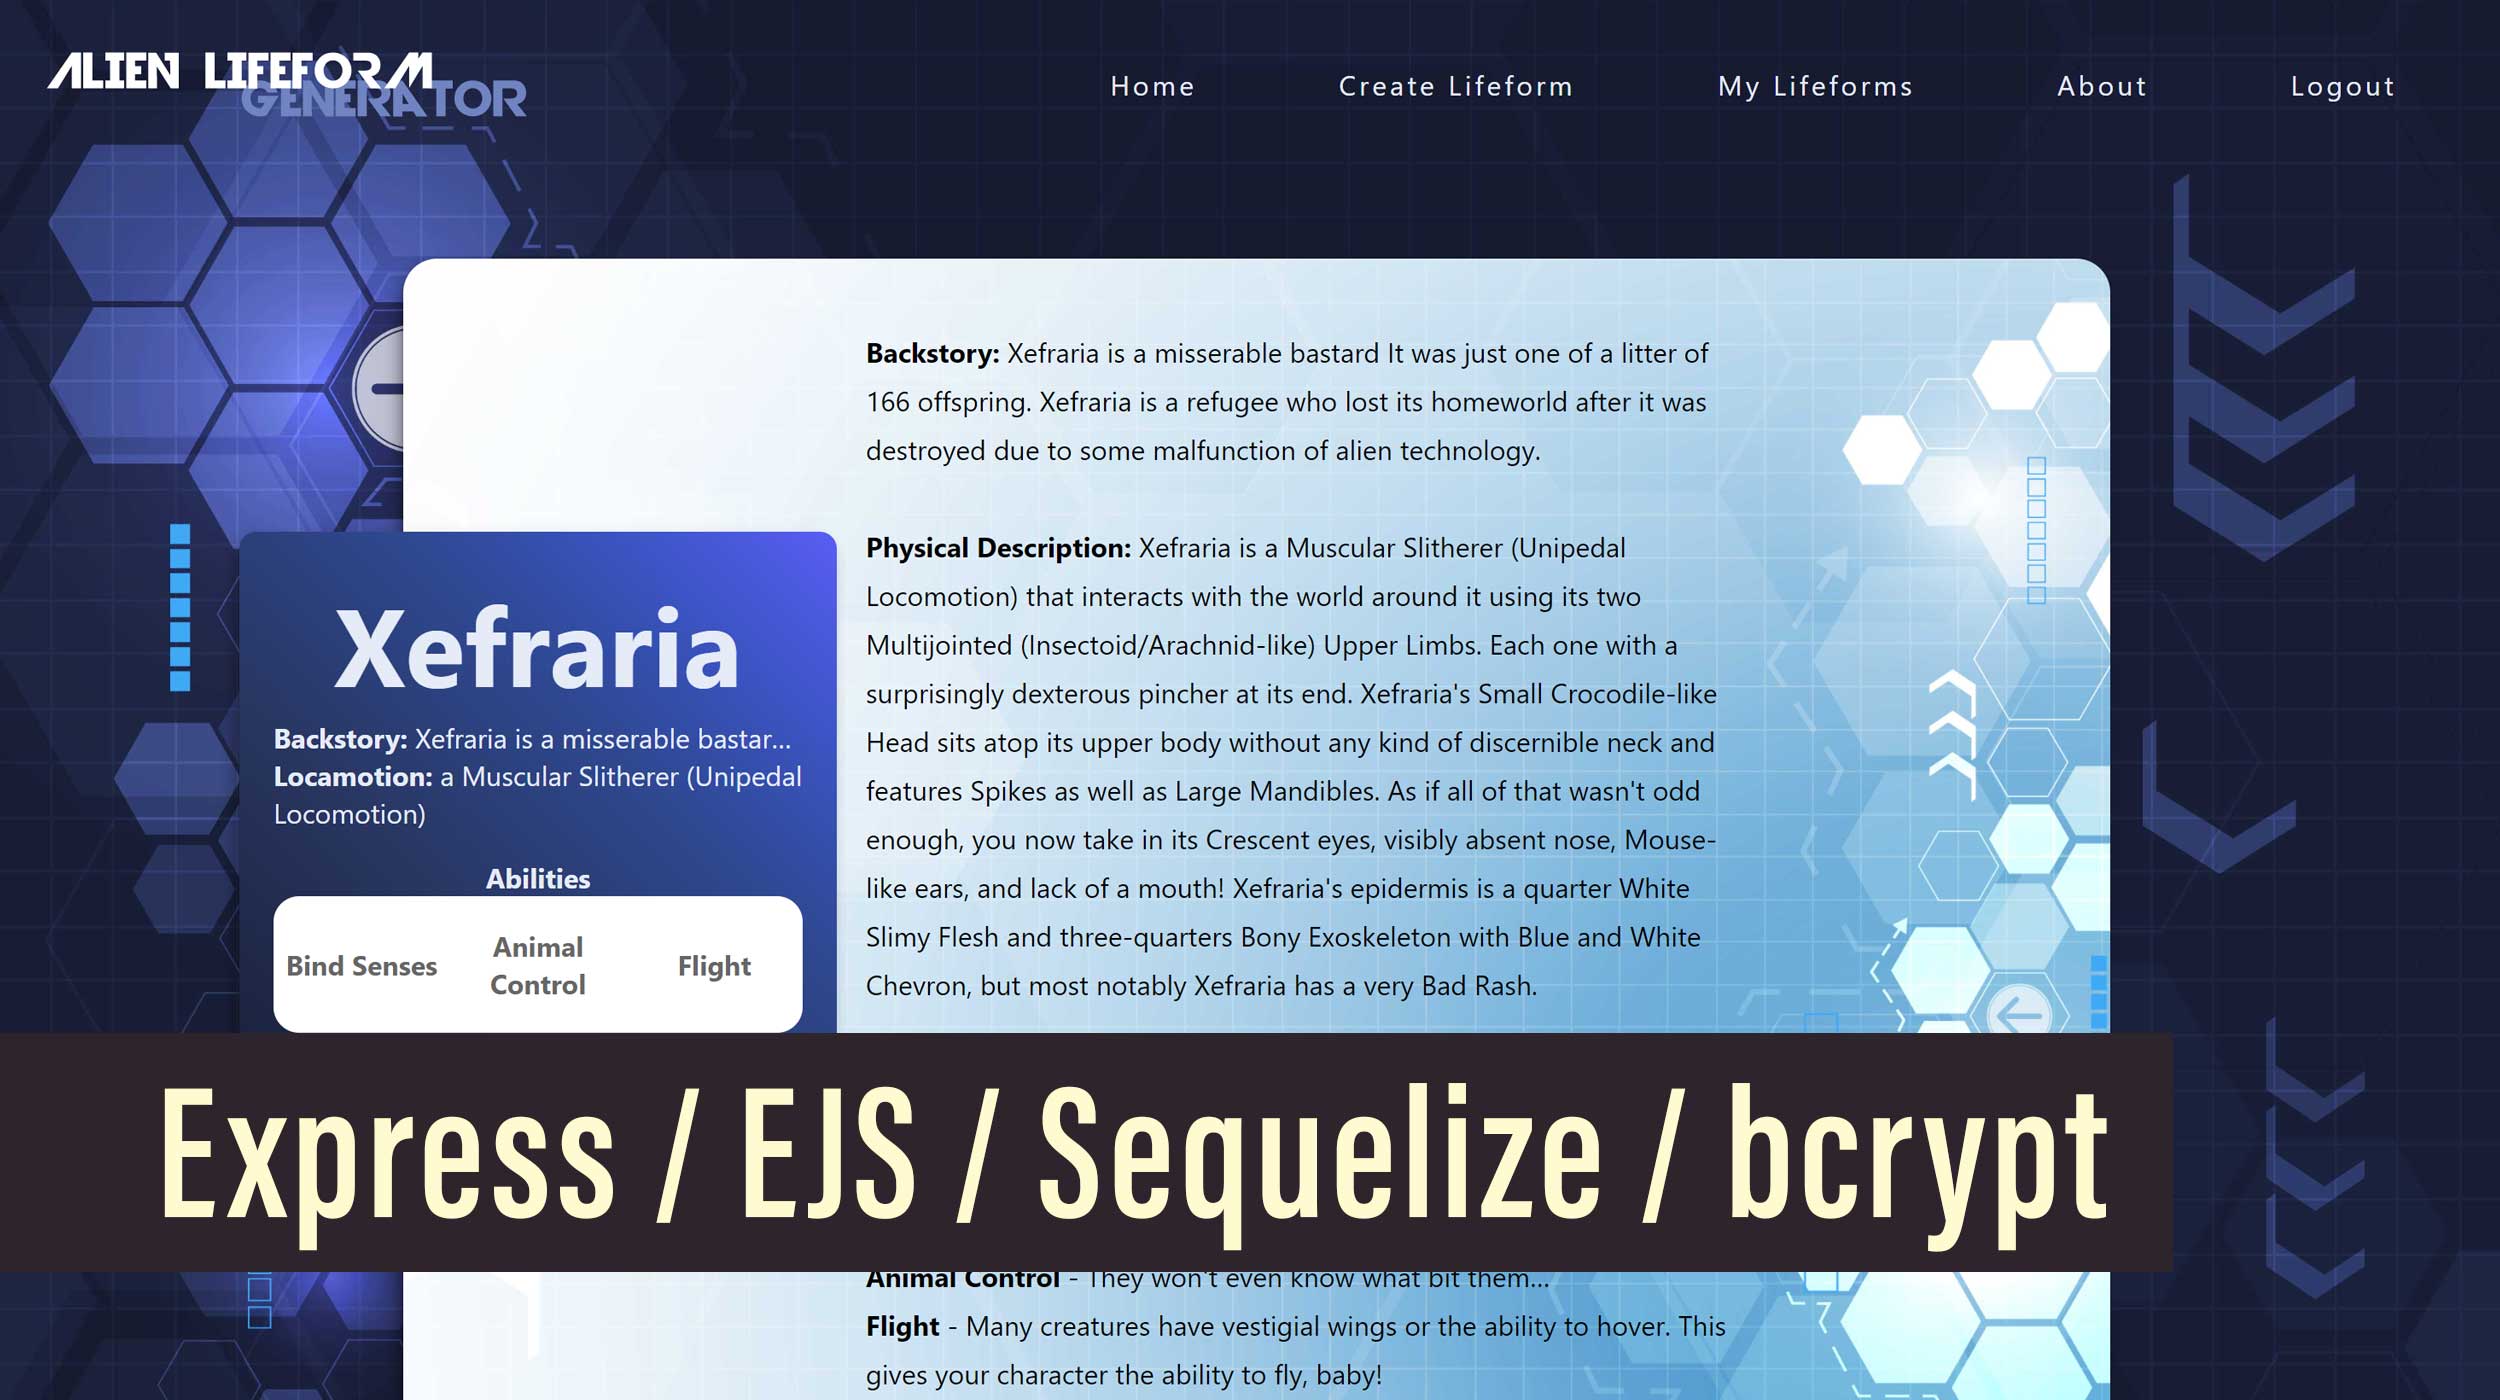 ALIEN LIFEFORM
GENERATOR
Home Create Lifeform My Lifeforms About Logout
Backstory: Xefraria is a misserable bastard It was just one of a litter of
166 offspring. Xefraria is a refugee who lost its homeworld after it was
destroyed due to some malfunction of alien technology.
Physical Description: Xefraria is a Muscular Slitherer (Unipedal
Locomotion) that interacts with the world around it using its two
Multijointed (Insectoid/Arachnid-like) Upper Limbs. Each one with a
surprisingly dexterous pincher at its end. Xefraria's Small Crocodile-like
Head sits atop its upper body without any kind of discernible neck and
features Spikes as well as Large Mandibles. As if all of that wasn't odd
enough, you now take in its Crescent eyes, visibly absent nose, Mouse-
like ears, and lack of a mouth! Xefraria's epidermis is a quarter White
Slimy Flesh and three-quarters Bony Exoskeleton with Blue and White
Chevron, but most notably Xefraria has a very Bad Rash.
Xefraria
Backstory: Xefraria is a misserable bastar...
Locamotion: a Muscular Slitherer (Unipedal
Locomotion)
Abilities
Bind Senses Animal Control Flight
Express / EJS / Sequelize / bcrypt
Animal Control - They won't even know what bit them...
Flight - Many creatures have vestigial wings or the ability to hover. This
gives your character the ability to fly, baby!